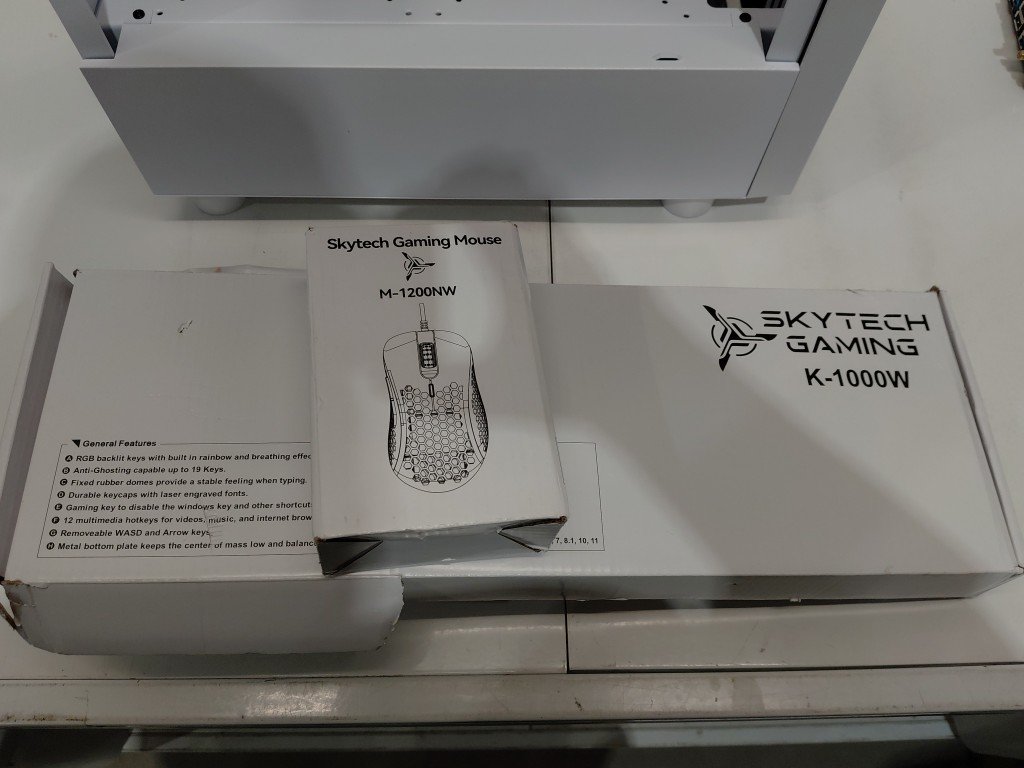 Skytech Gaming Mouse
M-1200NW
SKYTECH
GAMING
K-1000W
General Features
A RGB backlit keys with built in rainbow and breathing
B Anti-Ghosting capable up to 19 Keys.
C Fixed rubber domes provide a stable feeling when typing.
D Durable keycaps with laser engraved fonts.
E Gaming key to disable the windows key and other
F 12 multimedia hotkeys for videos, music, and internet
G Removeable WASD and Arrow keys
H Metal bottom plate keeps the center of mass low and
7, 8.1, 10, 11